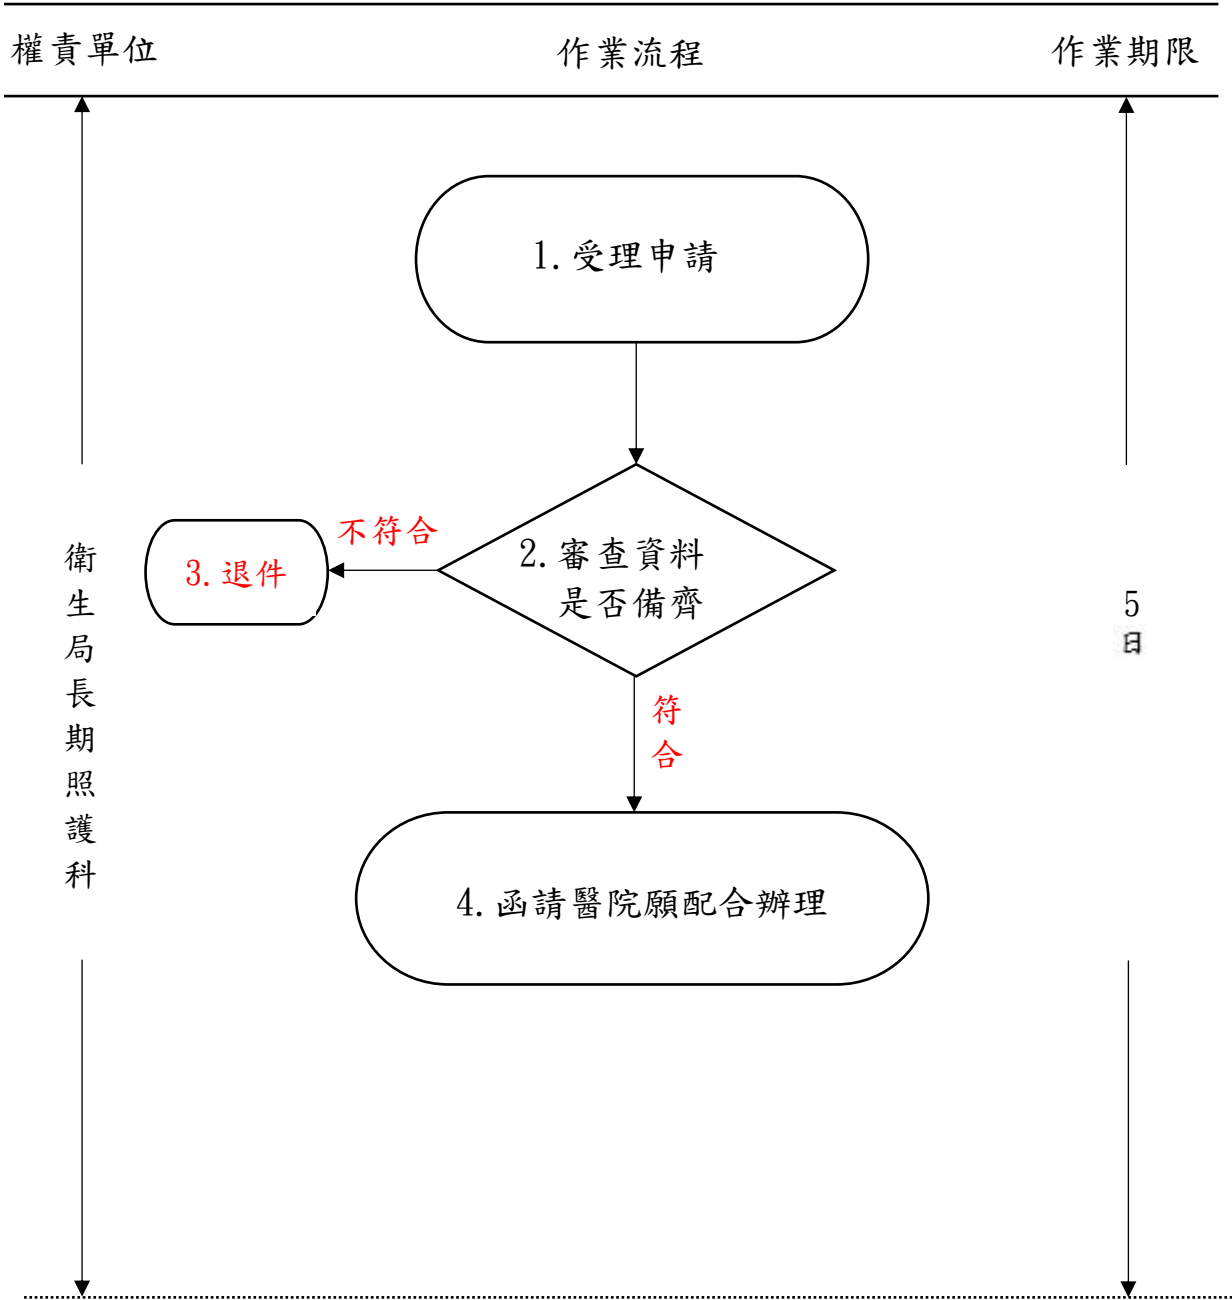 權責單位
作業流程
作業期限
1.受理申請
不符合
3.退件
2.審查資料
是否備齊
符合
4.函請醫院願配合辦理
衛生局長期照護科
5日